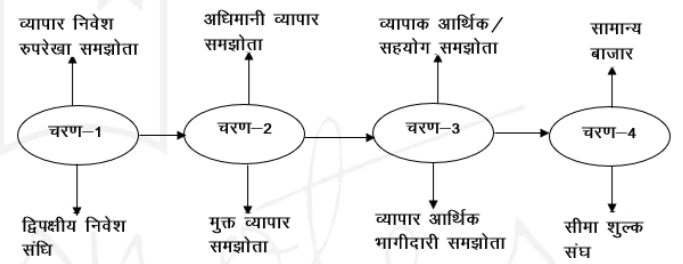 व्यापार निवेश
रुपरेखा समझोता
अधिमानी व्यापार
समझोता
व्यापाक आर्थिक/
सहयोग समझोता
सामान्य
बाजार
चरण–1
चरण–2
चरण–3
चरण–4
द्विपक्षीय निवेश
संधि
मुक्त व्यापार
समझोता
व्यापार आर्थिक
भागीदारी समझोता
सीमा शुल्क
संघ